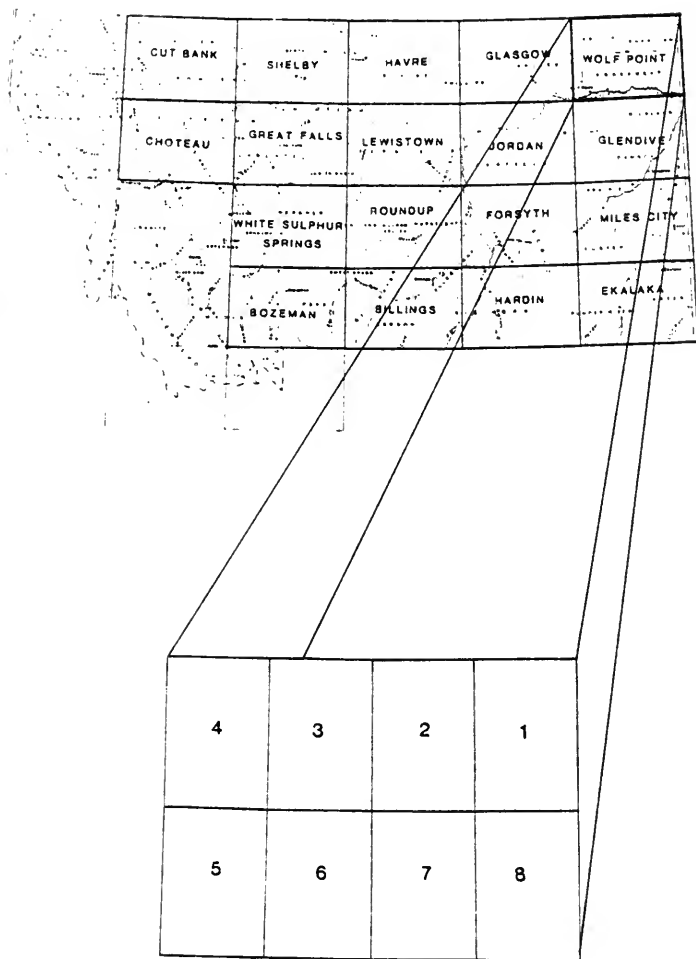 CUT BANK
SHELBY
HAVRE
GLASGOW
WOLF POINT
CHOTEAU
GREAT FALLS
LEWISTOWN
JORDAN
GLENDIVE
WHITE SULPHUR
SPRINGS
ROUNDUP
FORSYTH
MILES CITY
BOZEMAN
BILLINGS
HARDIN
EKALAKA
4 3 2 1
5 6 7 8